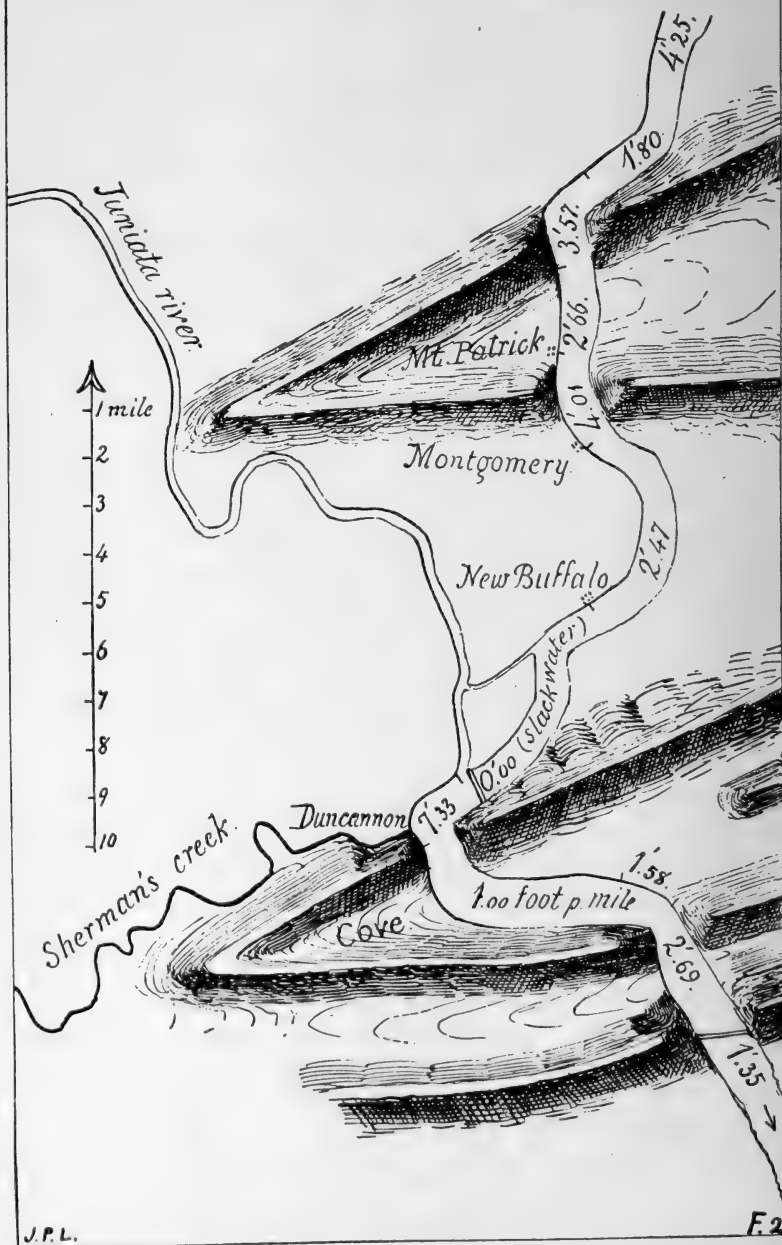 4'25.
1'80.
3'57.
Juniata river.
2'66.
Mt. Patrick
4'01
1 mile
2
Montgomery
3
2'47
4
New Buffalo
5
6
0'00 (slack water)
7
8
9
Duncannon
7'33
10
Sherman's creek.
1'58.
1.00 foot p. mile
Cove
2'69.
1'35
J.P.L.
F.2